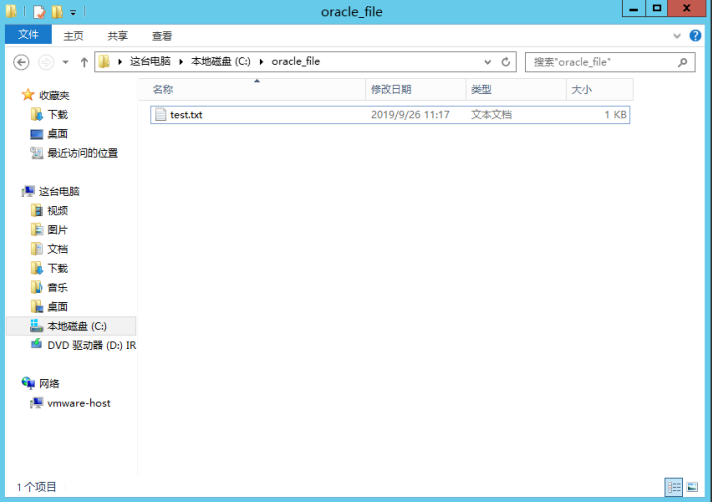 oracle_file
文件 主页 共享 查看
这台电脑 本地磁盘 (C:) oracle_file
搜索"oracle_file"
名称 修改日期 类型 大小
test.txt 2019/9/26 11:17 文本文档 1 KB
收藏夹
下载
桌面
最近访问的位置
这台电脑
视频
图片
文档
下载
音乐
桌面
本地磁盘 (C:)
DVD 驱动器 (D:) IR
网络
vmware-host
1 个项目